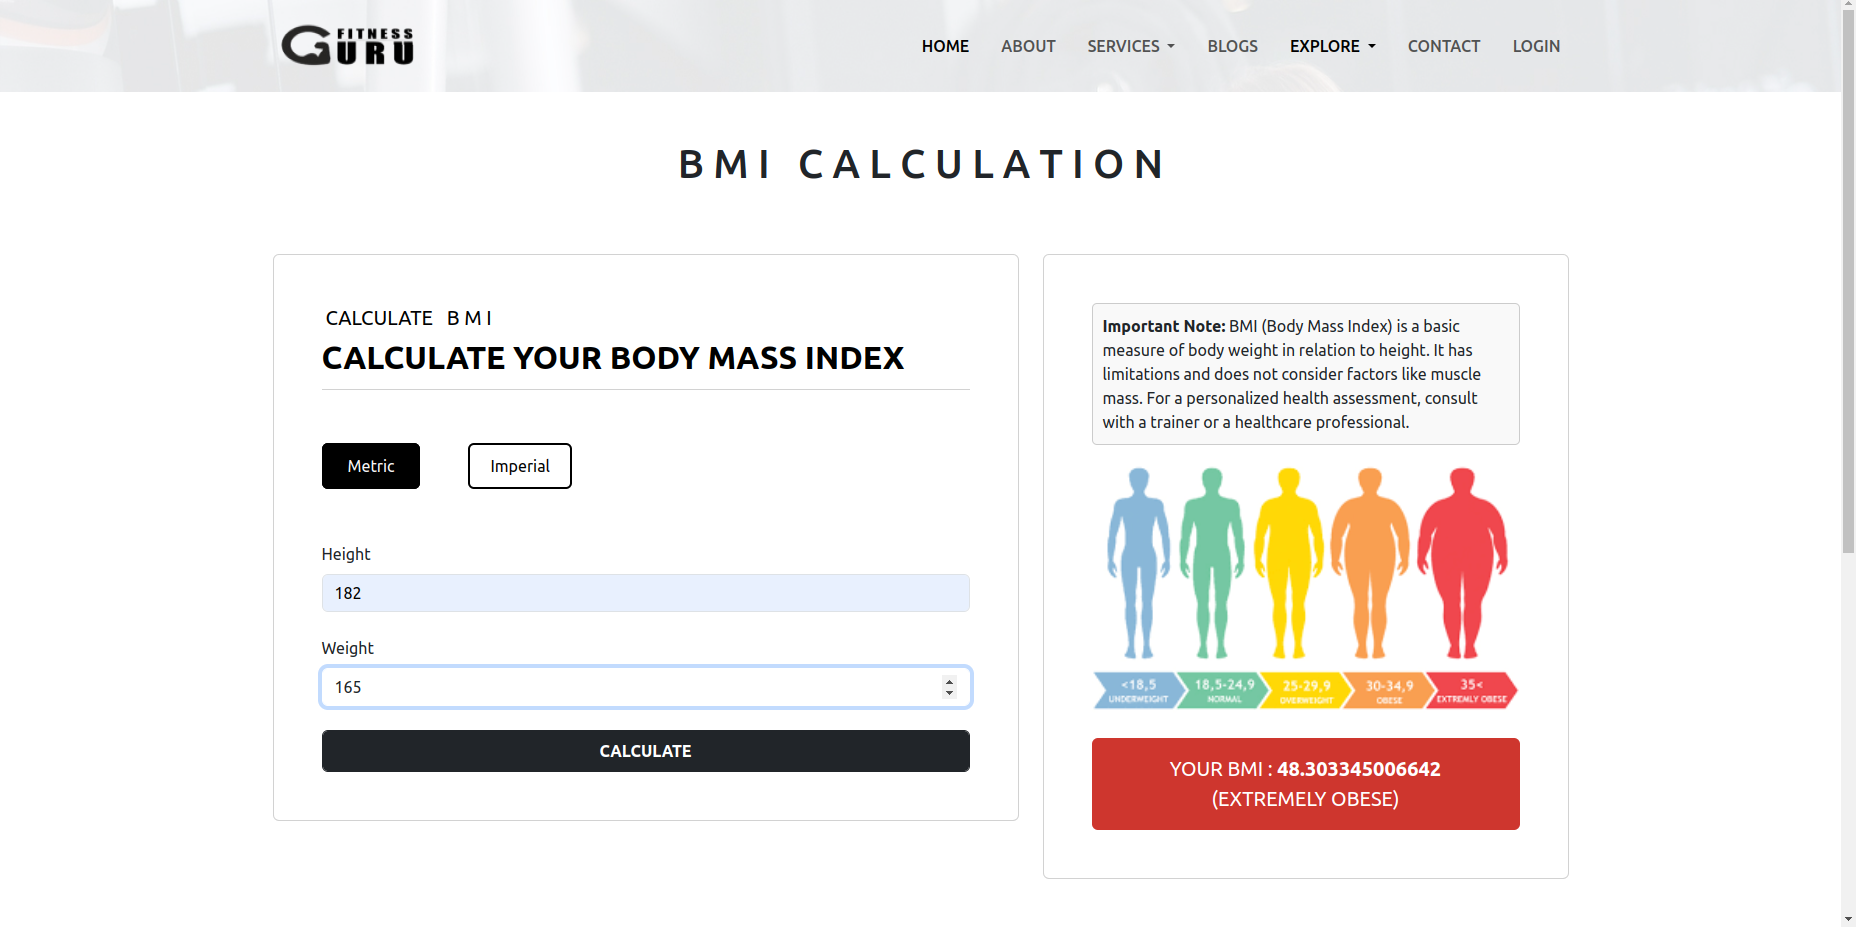 FITNESS
GURU
HOME ABOUT SERVICES BLOGS EXPLORE CONTACT LOGIN
BMI CALCULATION
CALCULATE BMI
CALCULATE YOUR BODY MASS INDEX
Metric Imperial
Height
182
Weight
165
CALCULATE
Important Note: BMI (Body Mass Index) is a basic
measure of body weight in relation to height. It has
limitations and does not consider factors like muscle
mass. For a personalized health assessment, consult
with a trainer or a healthcare professional.
<18,5 18,5-24,9 25-29,9 30-34,9 35<
UNDERWEIGHT NORMAL OVERWEIGHT OBESE EXTREMLY OBESE
YOUR BMI : 48.303345006642
(EXTREMELY OBESE)